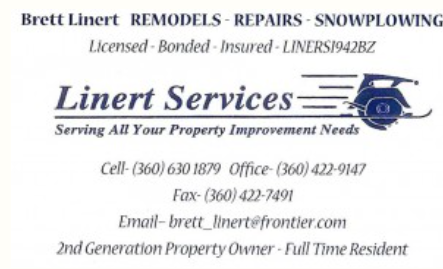 Brett Linert REMODELS - REPAIRS - SNOWPLOWING
Licensed - Bonded - Insured - LINERSI942BZ
Linert Services
Serving All Your Property Improvement Needs
Cell- (360) 630 1879 Office- (360) 422-9147
Fax- (360) 422-7491
Email- brett_linert@frontier.com
2nd Generation Property Owner - Full Time Resident